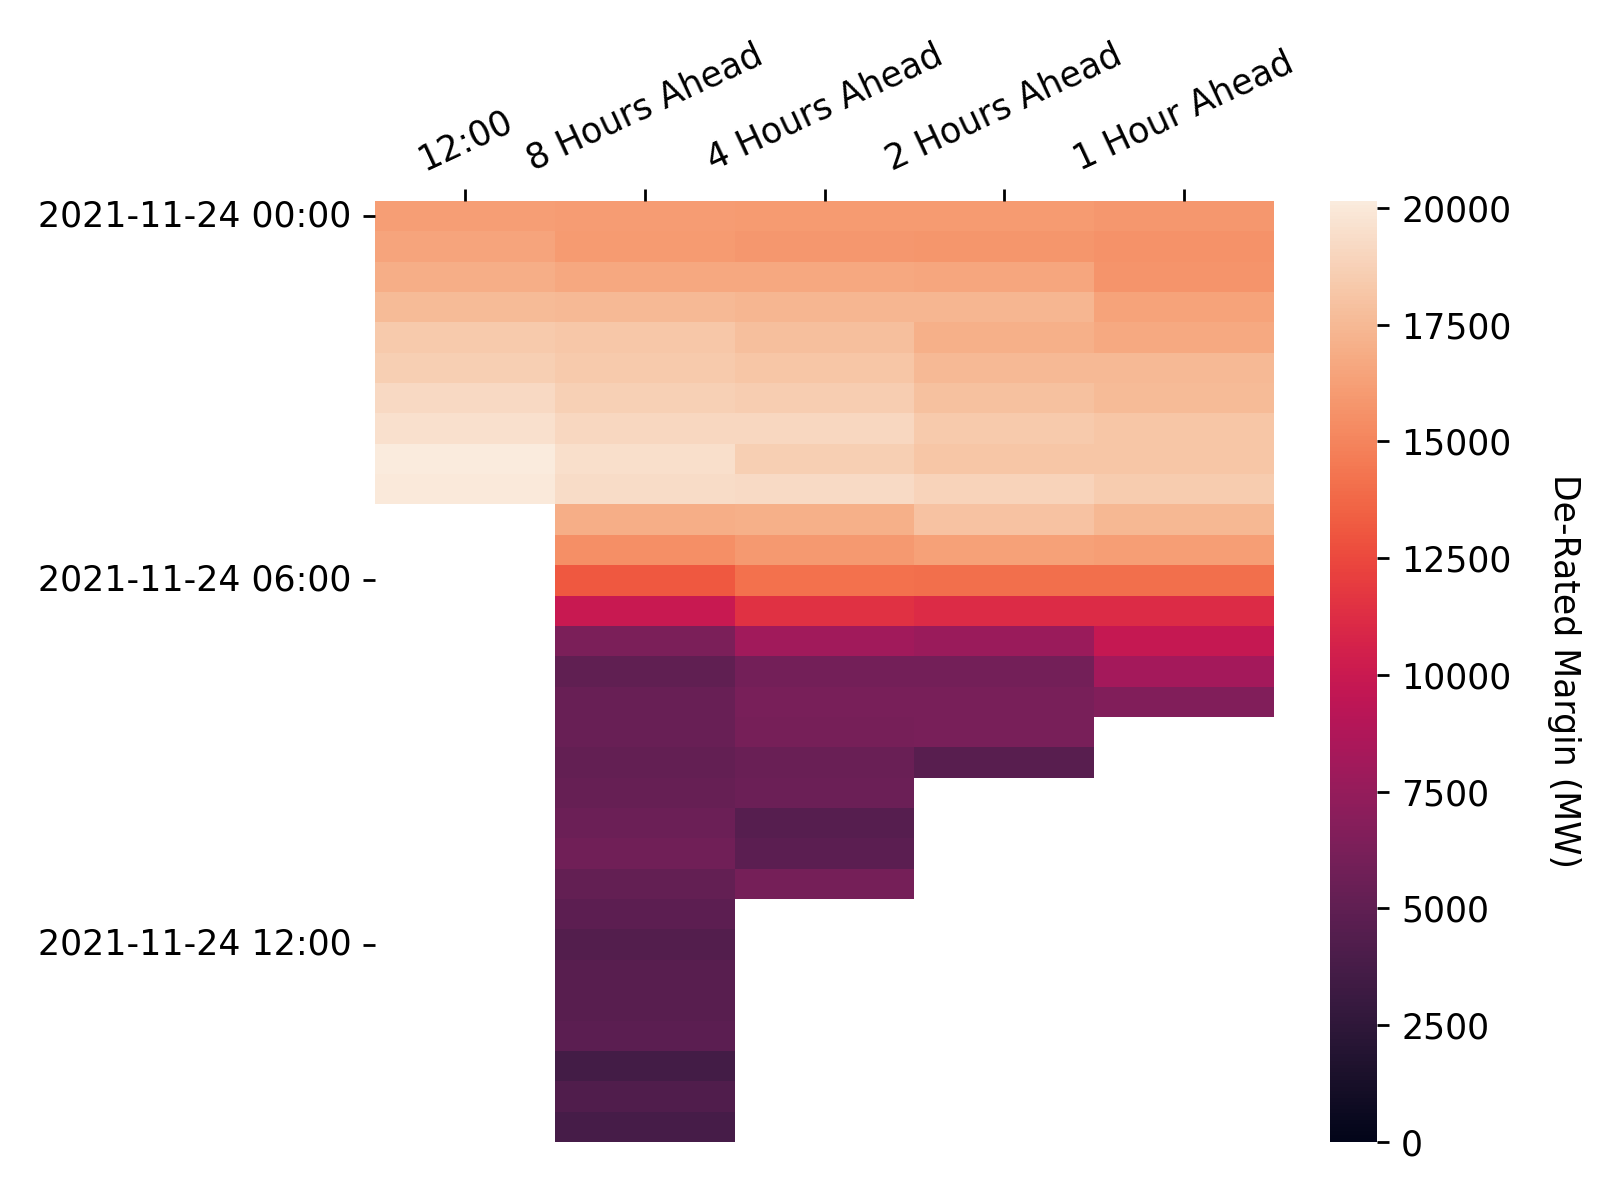 12:00
8 Hours Ahead
4 Hours Ahead
2 Hours Ahead
1 Hour Ahead
2021-11-24 00:00
2021-11-24 06:00
2021-11-24 12:00
20000
17500
15000
12500
10000
7500
5000
2500
0
De-Rated Margin (MW)